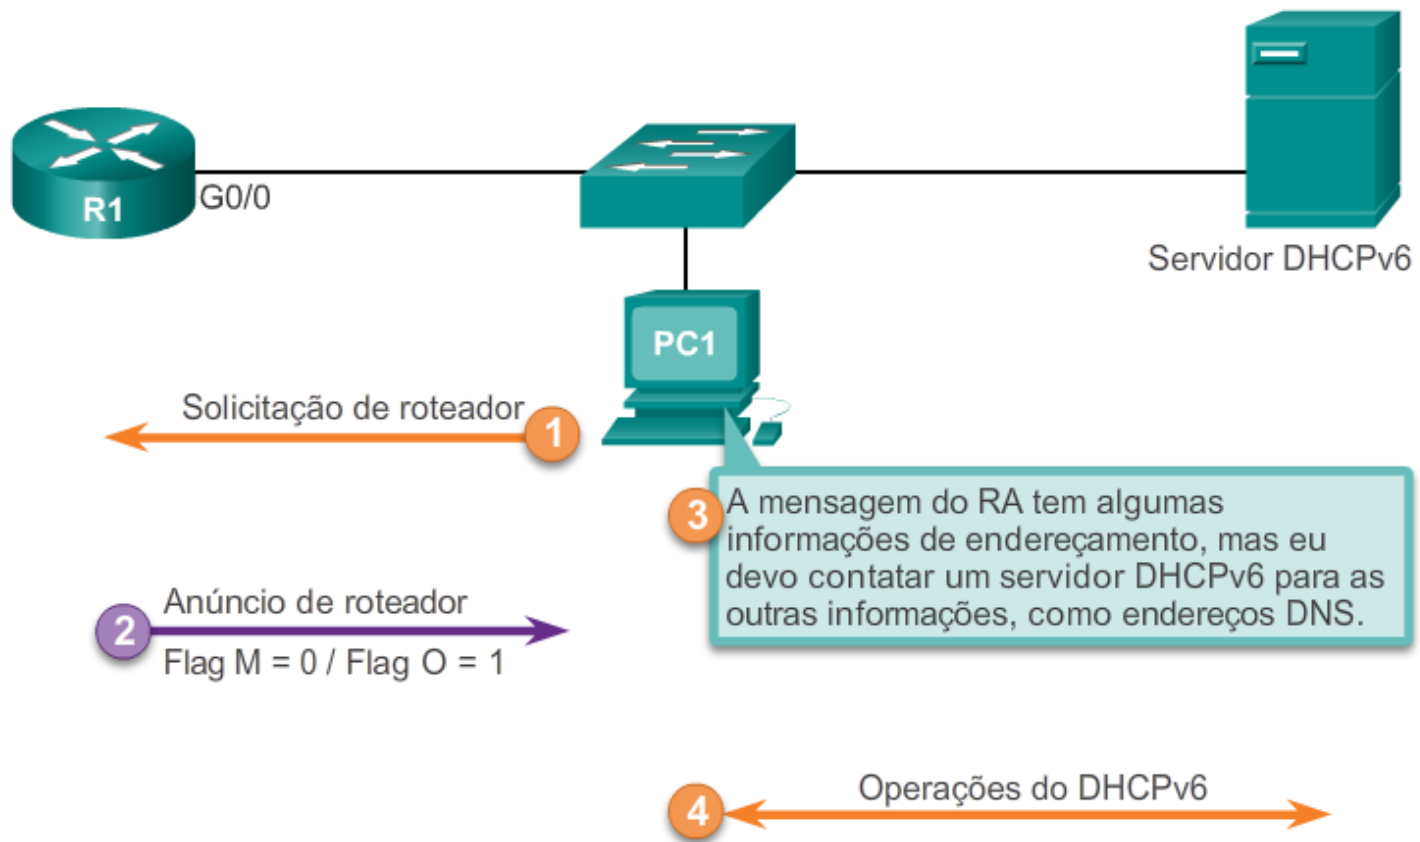 R1
G0/0
Servidor DHCPv6
PC1
Solicitação de roteador
1
3
A mensagem do RA tem algumas
informações de endereçamento, mas eu
devo contatar um servidor DHCPv6 para as
outras informações, como endereços DNS.
Anúncio de roteador
2
Flag M = 0 / Flag O = 1
Operações do DHCPv6
4